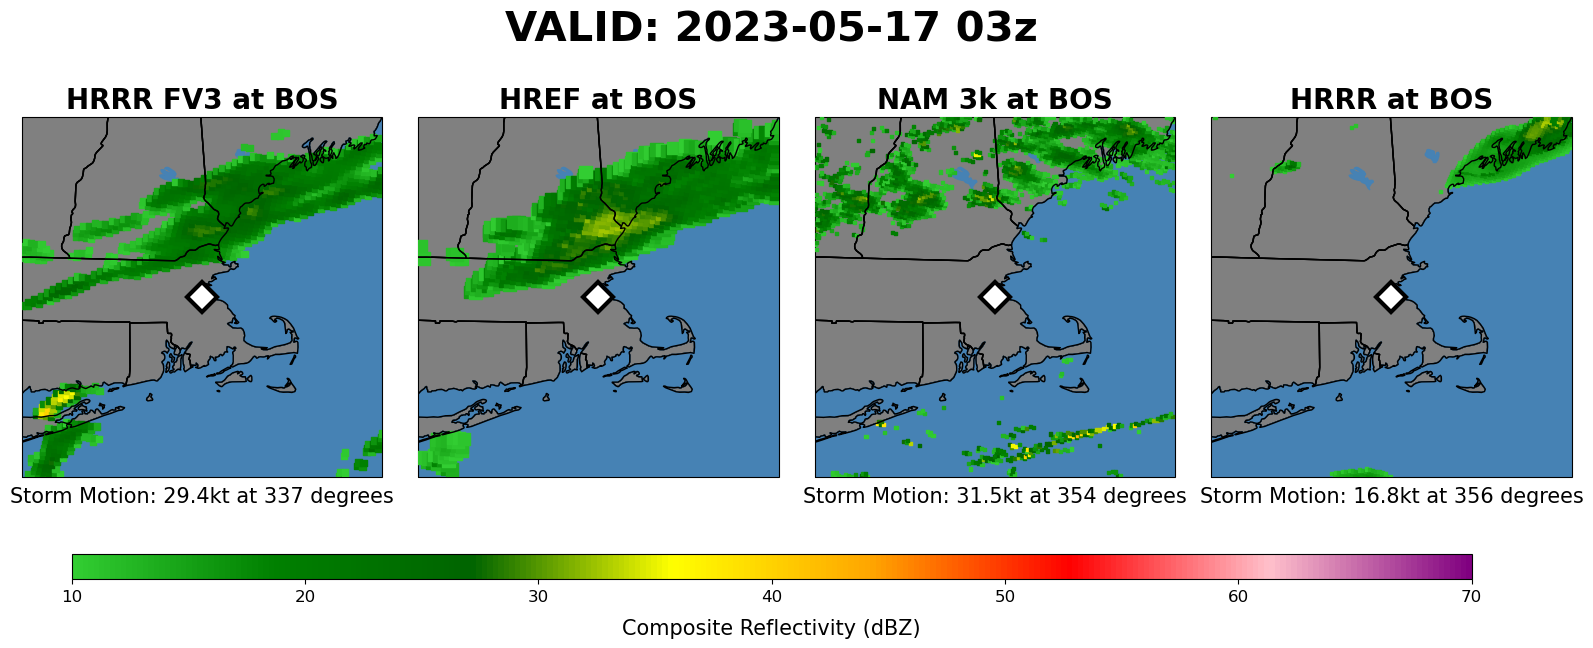 VALID: 2023-05-17 03z
HRRR FV3 at BOS
HREF at BOS
NAM 3k at BOS
HRRR at BOS
Storm Motion: 29.4kt at 337 degrees
Storm Motion: 31.5kt at 354 degrees
Storm Motion: 16.8kt at 356 degrees
10 20 30 40 50 60 70
Composite Reflectivity (dBZ)